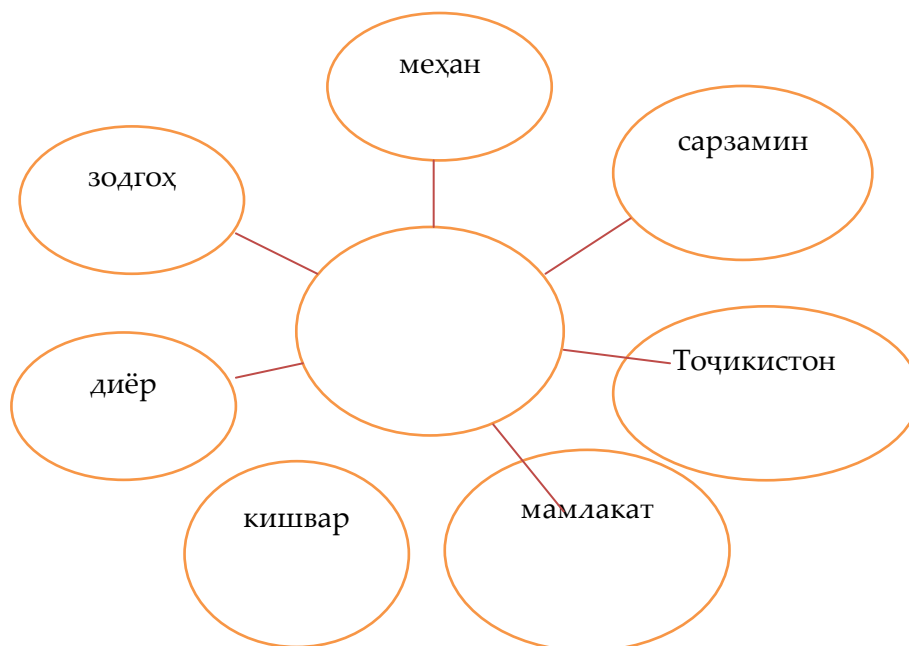 меҳан
сарзамин
зодгоҳ
Тоҷикистон
диёр
мамлакат
кишвар